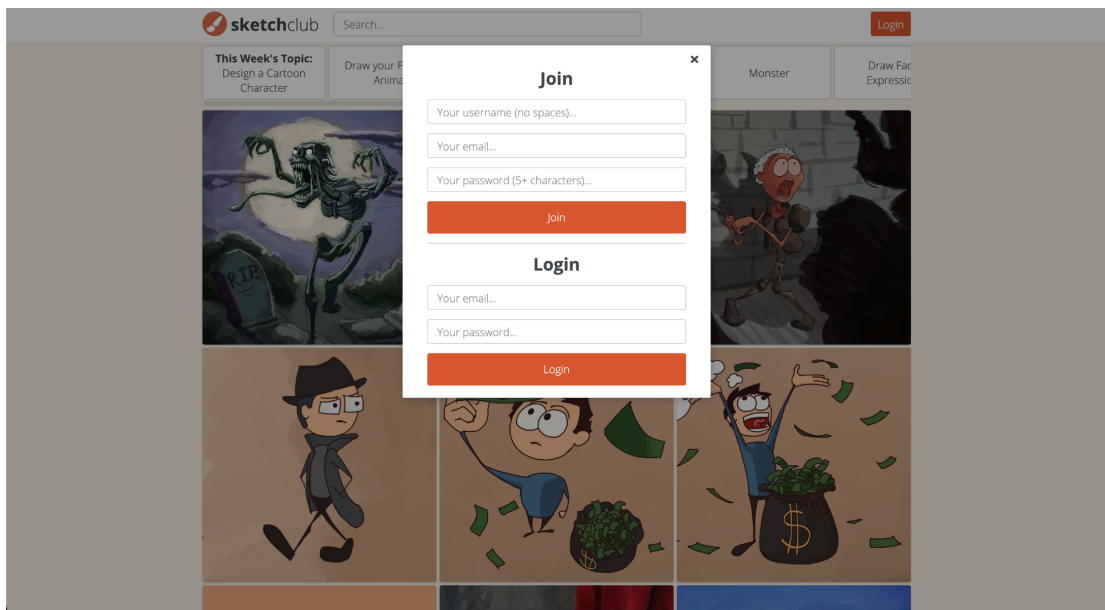 sketchclub
Search...
Login
This Week's Topic:
Design a Cartoon
Character
Draw your F
Anima
Monster
Draw Fac
Expressio
×
Join
Your username (no spaces)...
Your email...
Your password (5+ characters)...
Join
Login
Your email...
Your password...
Login
RIP
$
$